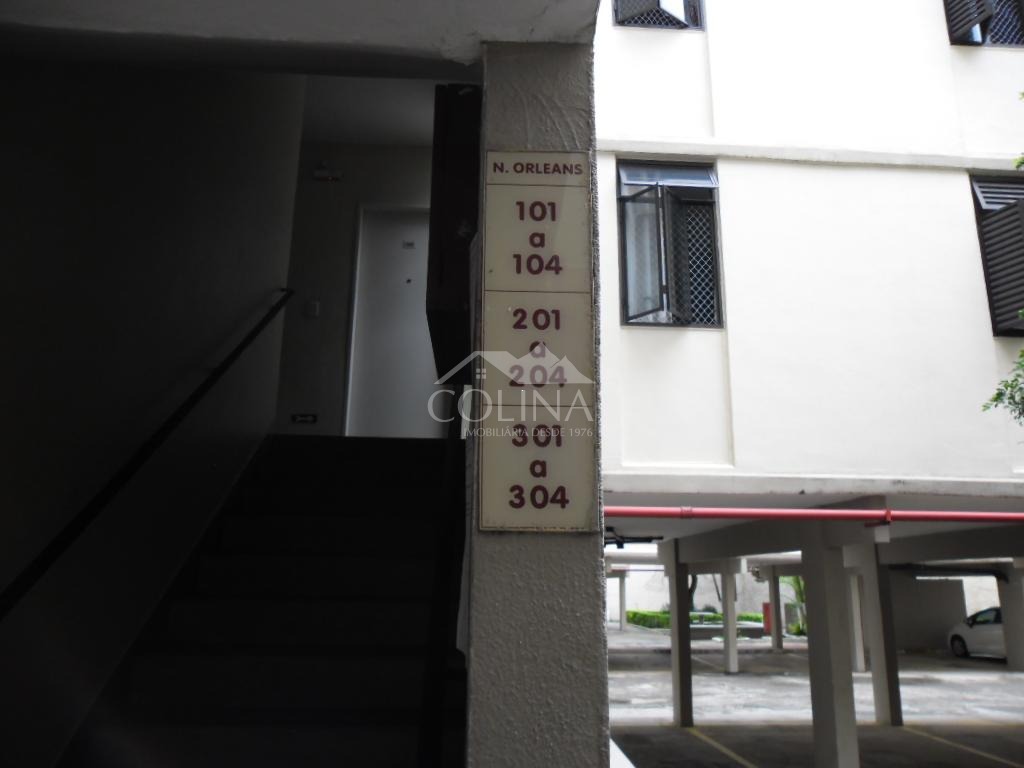 N. ORLEANS
101
a
104
201
a
204
COLINA
IMOBILIÁRIA DESDE 1976
301
a
304